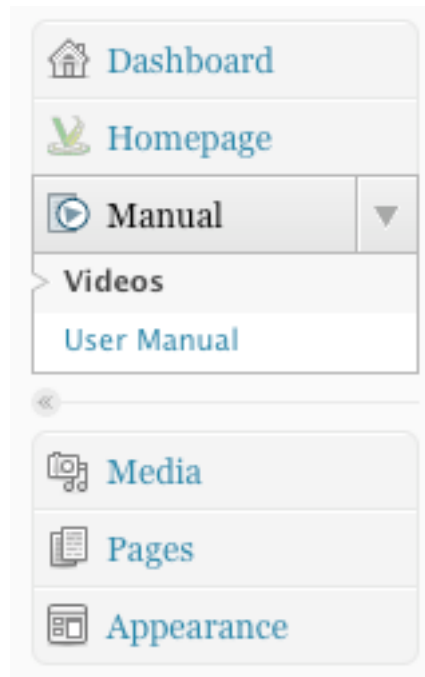 Dashboard
Homepage
Manual
Videos
User Manual
Media
Pages
Appearance